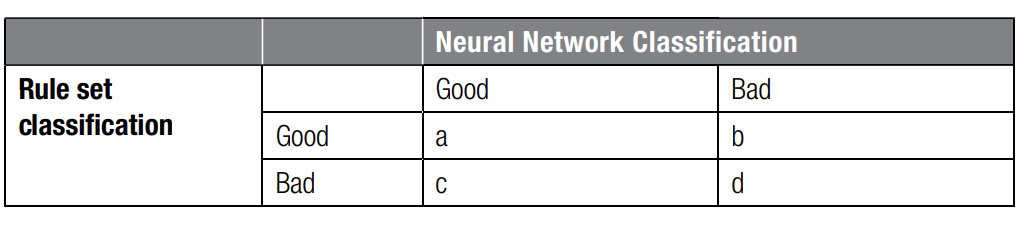 Neural Network Classification
Rule set
classification
Good Bad
Good a b
Bad c d